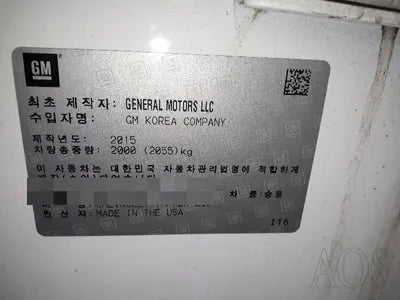 GM
최초 제작자: GENERAL MOTORS LLC
수입자명: GM KOREA COMPANY
제작년도: 2015
차량총중량: 2000 (2055)kg
이 자동차는 대한민국 자동차관리법령에 적합하게
차종: 승용
원산지: MADE IN THE USA
I16
AOS